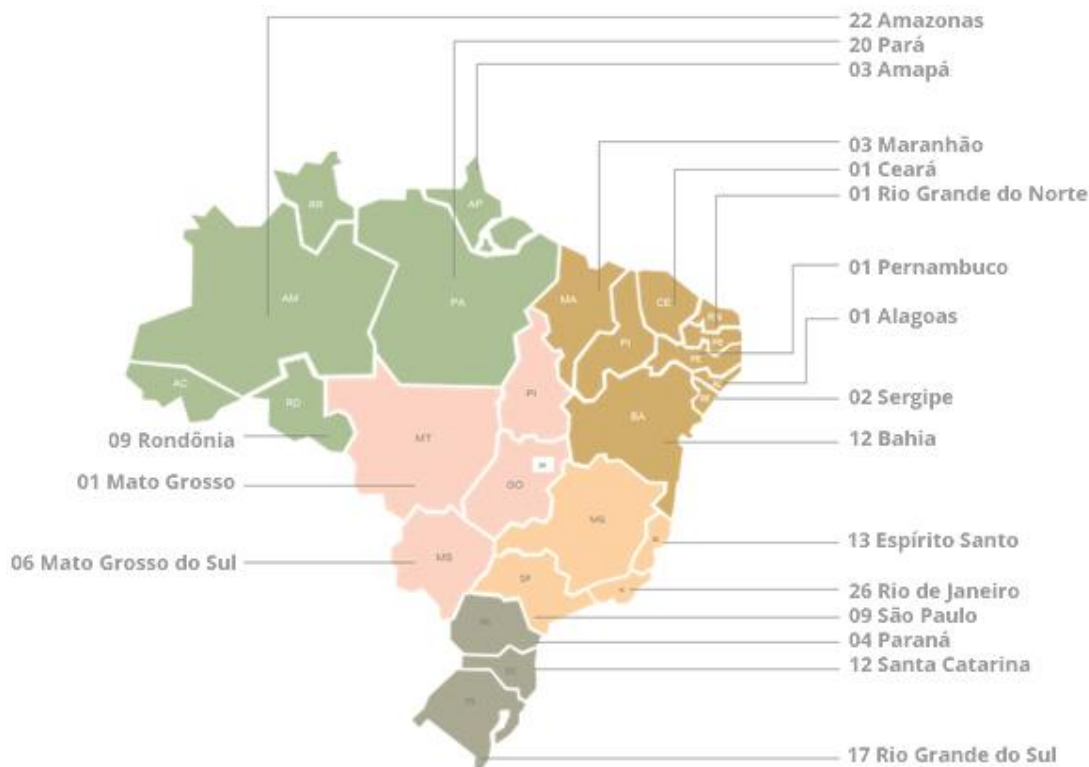 22 Amazonas
20 Pará
03 Amapá
03 Maranhão
01 Ceará
01 Rio Grande do Norte
01 Pernambuco
01 Alagoas
02 Sergipe
12 Bahia
09 Rondônia
01 Mato Grosso
06 Mato Grosso do Sul
13 Espírito Santo
26 Rio de Janeiro
09 São Paulo
04 Paraná
12 Santa Catarina
17 Rio Grande do Sul
RR
AP
AM
PA
MA
CE
PI
PE
AC
RO
PI
BA
MT
GO
MG
MS
SP